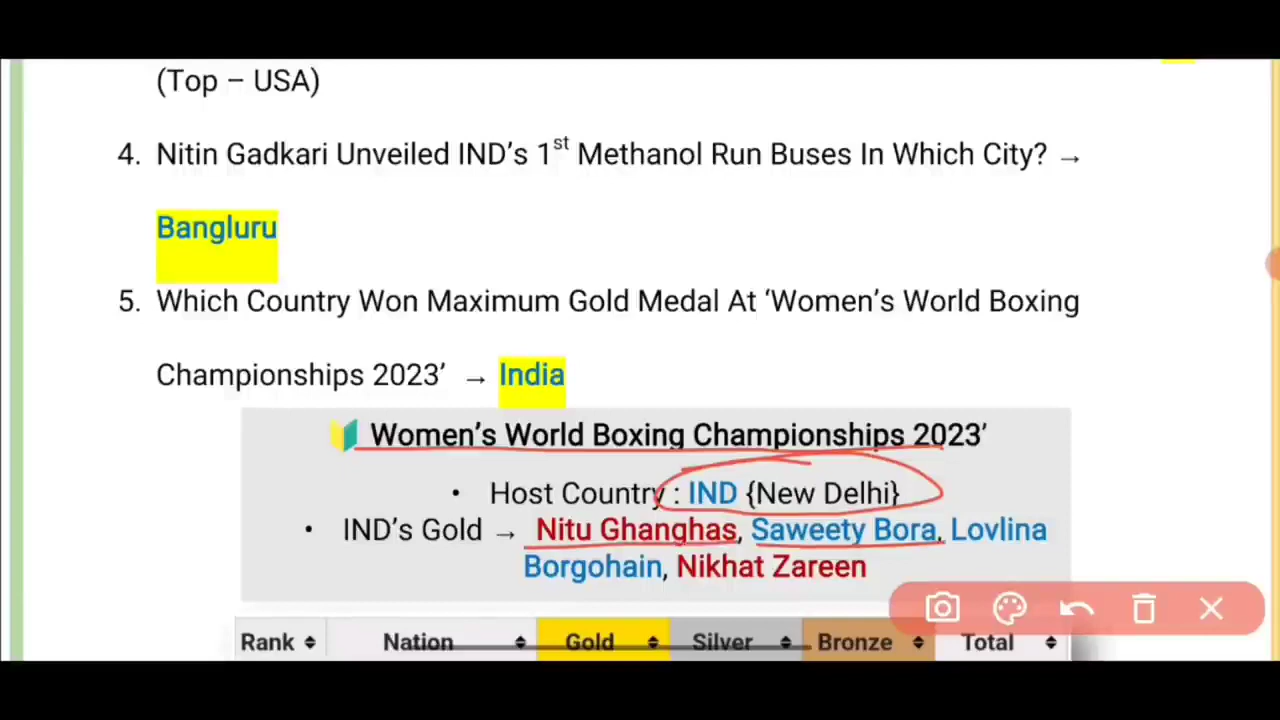 (Top – USA)
4. Nitin Gadkari Unveiled IND's 1st Methanol Run Buses In Which City? →
Bangluru
5. Which Country Won Maximum Gold Medal At ‘Women's World Boxing
Championships 2023’ → India
Women's World Boxing Championships 2023’
• Host Country : IND {New Delhi}
• IND's Gold → Nitu Ghanghas, Saweety Bora, Lovlina
Borgohain, Nikhat Zareen
Rank Nation Gold Silver Bronze Total